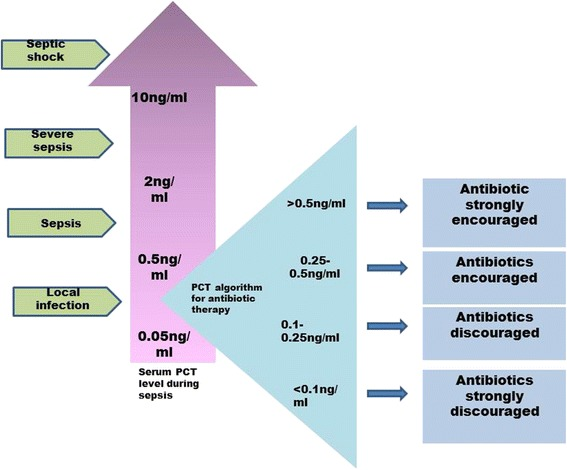 Septic
shock
Severe
sepsis
Sepsis
Local
infection
10ng/ml
2ng/
ml
0.5ng/
ml
0.05ng/
ml
Serum PCT
level during
sepsis
PCT algorithm
for antibiotic
therapy
>0.5ng/ml
0.25-
0.5ng/ml
0.1-
0.25ng/ml
<0.1ng/
ml
Antibiotic
strongly
encouraged
Antibiotics
encouraged
Antibiotics
discouraged
Antibiotics
strongly
discouraged